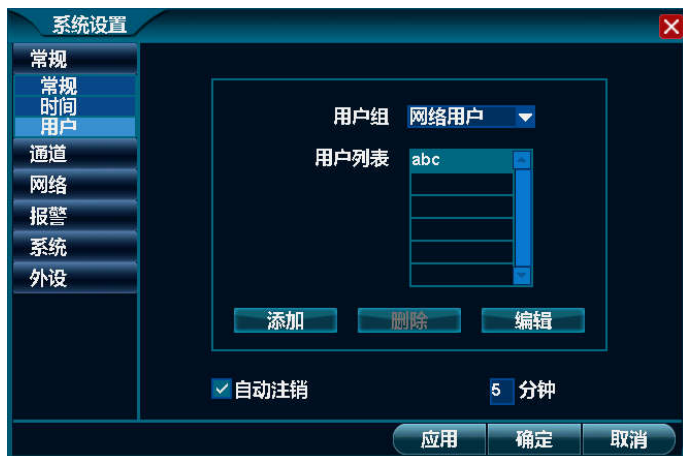 系统设置
常规
常规
时间
用户
通道
网络
报警
系统
外设
用户组 网络用户
用户列表 abc
添加 删除 编辑
自动注销 5 分钟
应用 确定 取消